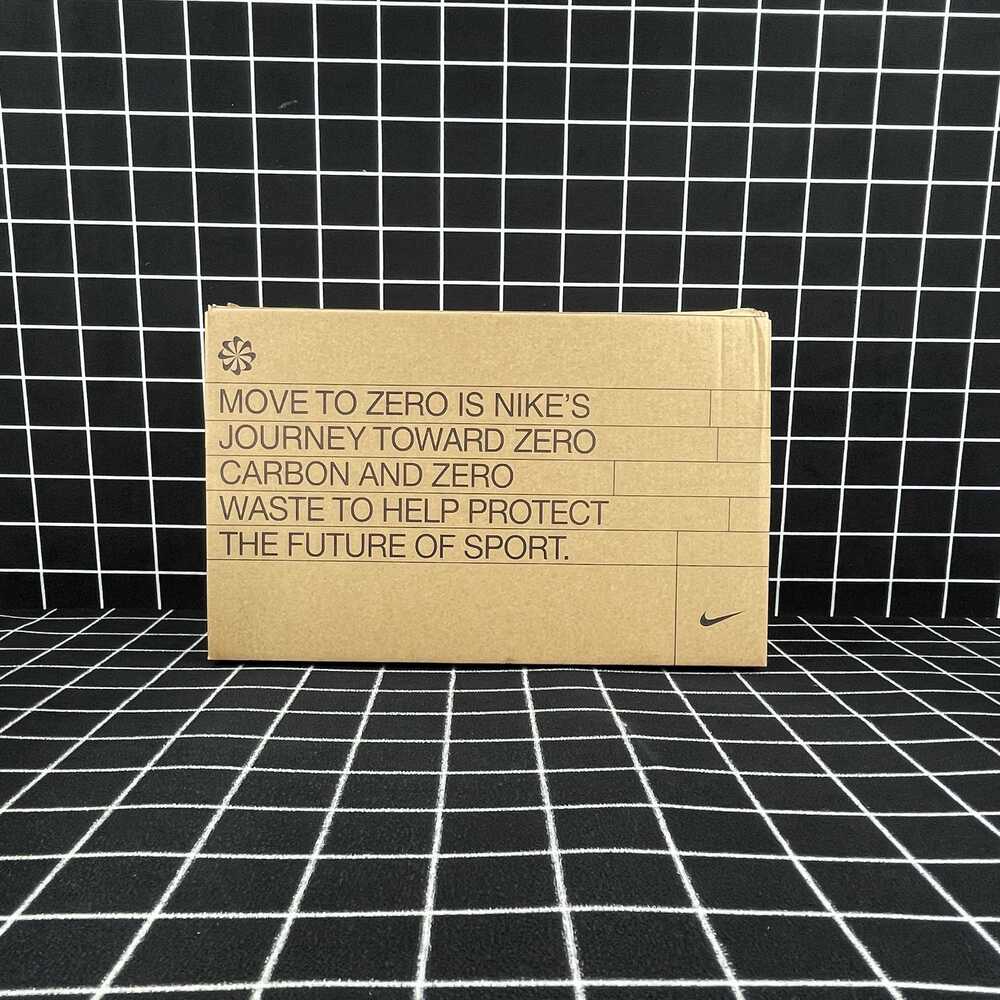 MOVE TO ZERO IS NIKE'S
JOURNEY TOWARD ZERO
CARBON AND ZERO
WASTE TO HELP PROTECT
THE FUTURE OF SPORT.